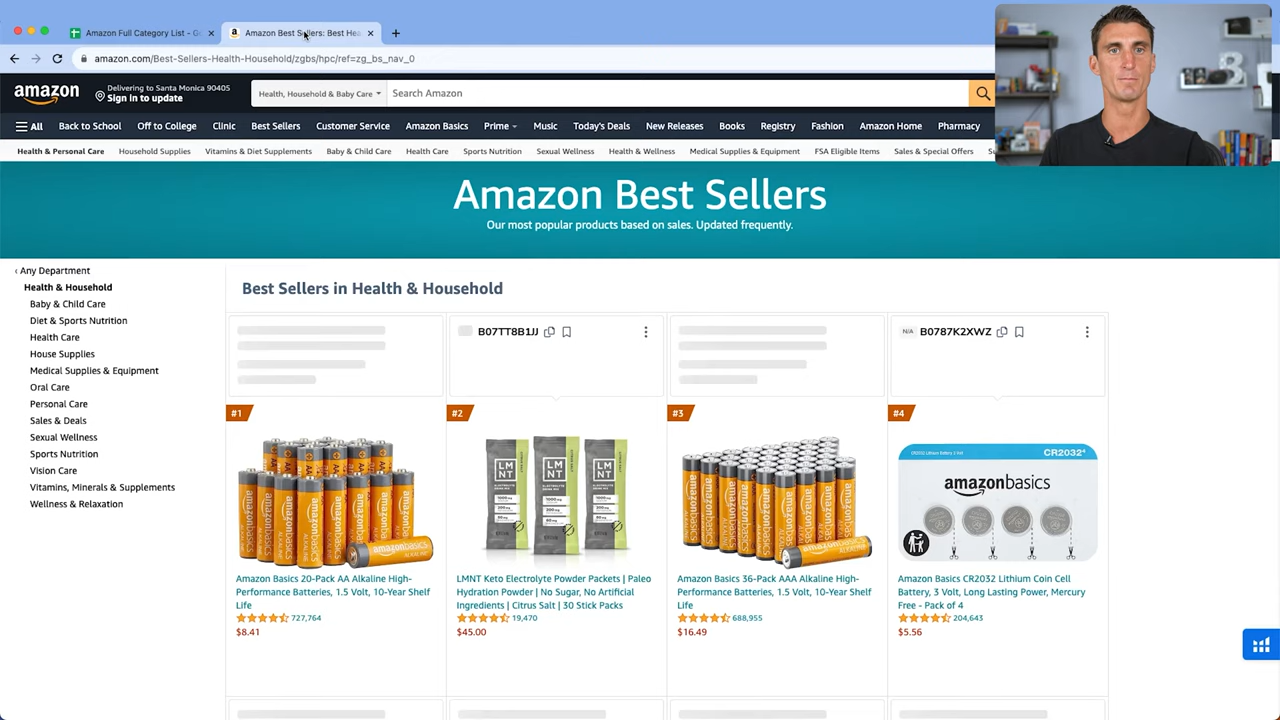 Amazon Full Category List - G
Amazon Best Sellers: Best Hea
amazon.com/Best-Sellers-Health-Household/zgbs/hpc/ref=zg_bs_nav_0
amazon
Delivering to Santa Monica 90405
Sign in to update
Health, Household & Baby Care
Search Amazon
All
Back to School
Off to College
Clinic
Best Sellers
Customer Service
Amazon Basics
Prime
Music
Today's Deals
New Releases
Books
Registry
Fashion
Amazon Home
Pharmacy
Health & Personal Care
Household Supplies
Vitamins & Diet Supplements
Baby & Child Care
Health Care
Sports Nutrition
Sexual Wellness
Health & Wellness
Medical Supplies & Equipment
FSA Eligible Items
Sales & Special Offers
Amazon Best Sellers
Our most popular products based on sales. Updated frequently.
‹ Any Department
Health & Household
Baby & Child Care
Diet & Sports Nutrition
Health Care
House Supplies
Medical Supplies & Equipment
Oral Care
Personal Care
Sales & Deals
Sexual Wellness
Sports Nutrition
Vision Care
Vitamins, Minerals & Supplements
Wellness & Relaxation
Best Sellers in Health & Household
B07TT8B1JJ
N/A B0787K2XWZ
#1
amazonbasics
Amazon Basics 20-Pack AA Alkaline High-
Performance Batteries, 1.5 Volt, 10-Year Shelf
Life
727,764
$8.41
#2
LM
NT
LM
NT
LM
NT
LMNT Keto Electrolyte Powder Packets | Paleo
Hydration Powder | No Sugar, No Artificial
Ingredients | Citrus Salt | 30 Stick Packs
19,470
$45.00
#3
amazonbasics
Amazon Basics 36-Pack AAA Alkaline High-
Performance Batteries, 1.5 Volt, 10-Year Shelf
Life
688,955
$16.49
#4
CR2032
amazonbasics
Amazon Basics CR2032 Lithium Coin Cell
Battery, 3 Volt, Long Lasting Power, Mercury
Free - Pack of 4
204,643
$5.56